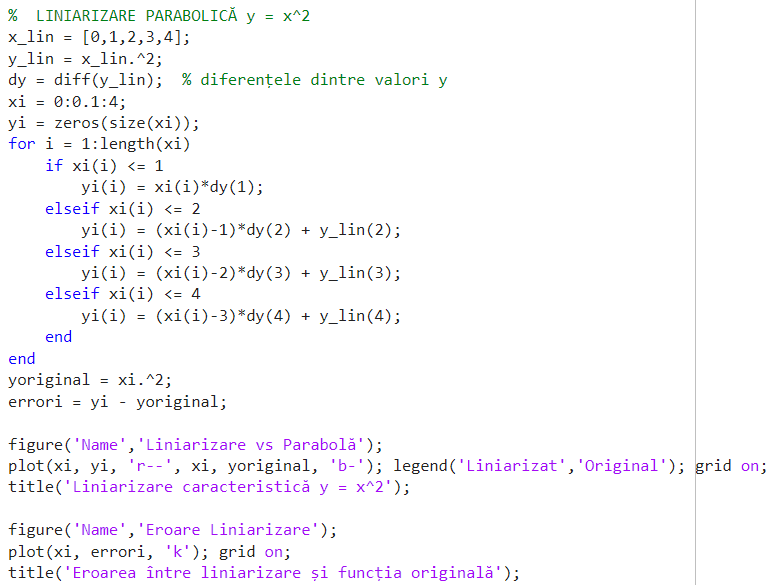 %  LINIARIZARE PARABOLICĂ y = x^2
x_lin = [0,1,2,3,4];
y_lin = x_lin.^2;
dy = diff(y_lin);  % diferențele dintre valori y
xi = 0:0.1:4;
yi = zeros(size(xi));
for i = 1:length(xi)
    if xi(i) <= 1
        yi(i) = xi(i)*dy(1);
    elseif xi(i) <= 2
        yi(i) = (xi(i)-1)*dy(2) + y_lin(2);
    elseif xi(i) <= 3
        yi(i) = (xi(i)-2)*dy(3) + y_lin(3);
    elseif xi(i) <= 4
        yi(i) = (xi(i)-3)*dy(4) + y_lin(4);
    end
end
yoriginal = xi.^2;
errori = yi - yoriginal;

figure('Name','Liniarizare vs Parabolă');
plot(xi, yi, 'r--', xi, yoriginal, 'b-'); legend('Liniarizat','Original'); grid on;
title('Liniarizare caracteristică y = x^2');

figure('Name','Eroare Liniarizare');
plot(xi, errori, 'k'); grid on;
title('Eroarea între liniarizare și funcția originală');